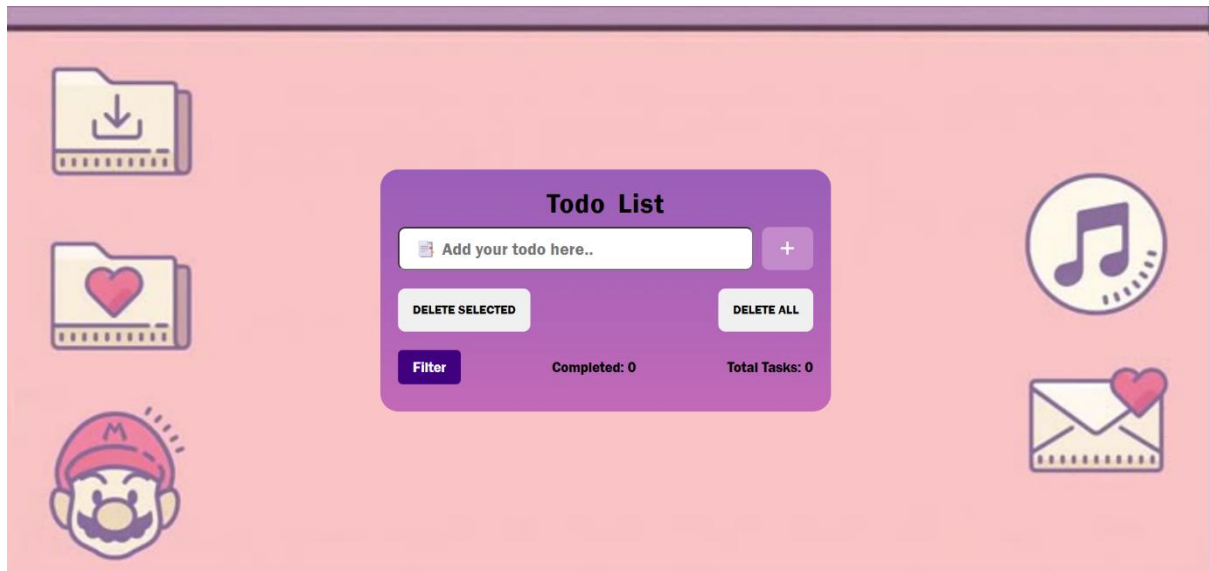 Todo List
📑 Add your todo here..
+
DELETE SELECTED
DELETE ALL
Filter
Completed: 0
Total Tasks: 0
M